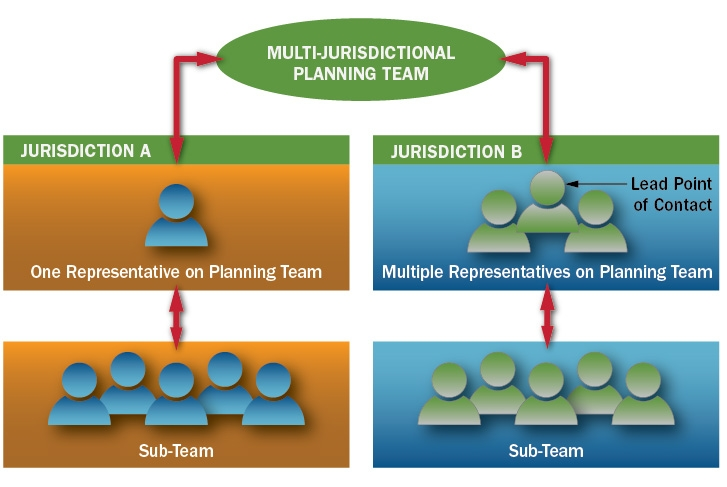 MULTI-JURISDICTIONAL
PLANNING TEAM
JURISDICTION A
One Representative on Planning Team
Sub-Team
JURISDICTION B
Lead Point
of Contact
Multiple Representatives on Planning Team
Sub-Team